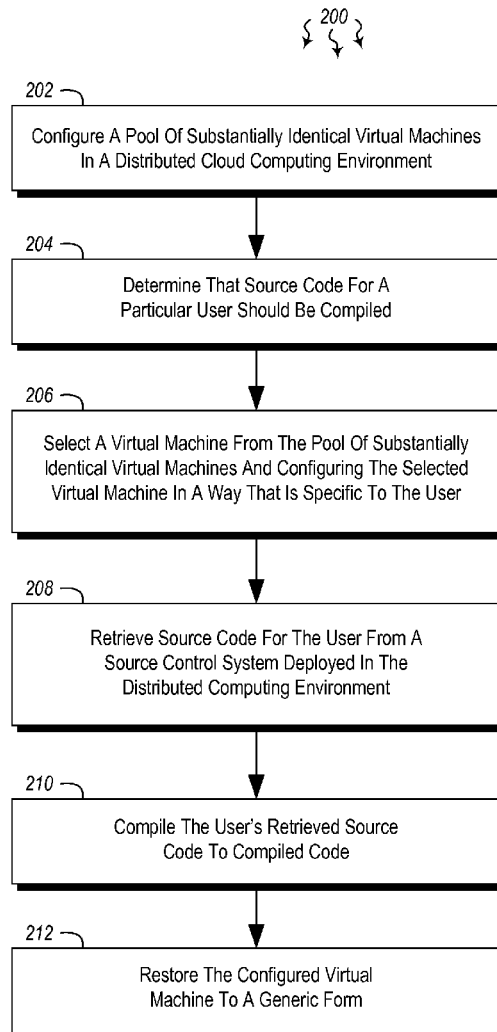 200
202
Configure A Pool Of Substantially Identical Virtual Machines
In A Distributed Cloud Computing Environment
204
Determine That Source Code For A
Particular User Should Be Compiled
206
Select A Virtual Machine From The Pool Of Substantially
Identical Virtual Machines And Configuring The Selected
Virtual Machine In A Way That Is Specific To The User
208
Retrieve Source Code For The User From A
Source Control System Deployed In The
Distributed Computing Environment
210
Compile The User's Retrieved Source
Code To Compiled Code
212
Restore The Configured Virtual
Machine To A Generic Form